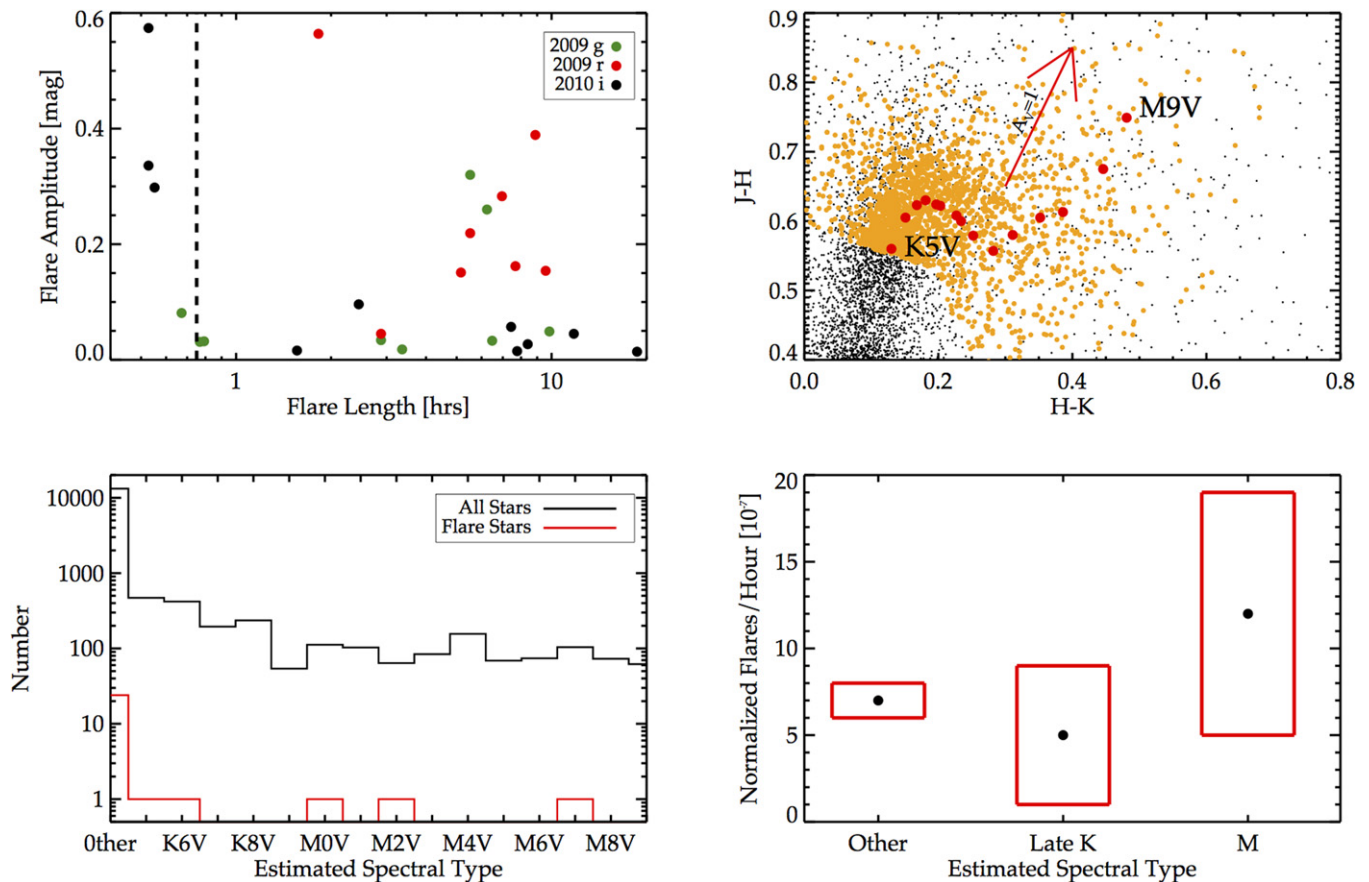 0.6
0.4
0.2
0.0
Flare Amplitude [mag]
2009 g
2009 r
2010 i
1
10
Flare Length [hrs]
0.9
0.8
0.7
0.6
0.5
0.4
J-H
A_V=1
M9V
K5V
0.0
0.2
0.4
0.6
0.8
H-K
10000
1000
100
10
1
Number
All Stars
Flare Stars
0ther
K6V
K8V
M0V
M2V
M4V
M6V
M8V
Estimated Spectral Type
20
15
10
5
0
Normalized Flares/Hour [10^-7]
Other
Late K
M
Estimated Spectral Type